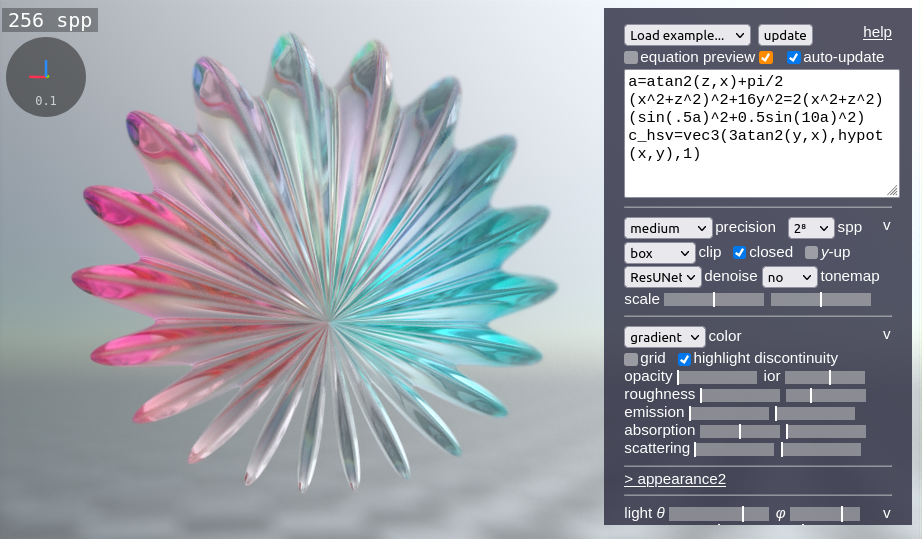 256 spp
0.1
Load example... update help
equation preview auto-update
a=atan2(z,x)+pi/2
(x^2+z^2)^2+16y^2=2(x^2+z^2)
(sin(.5a)^2+0.5sin(10a)^2)
c_hsv=vec3(3atan2(y,x),hypot
(x,y),1)
medium precision 2⁸ spp v
box clip closed y-up
ResUNet denoise no tonemap
scale
gradient color v
grid highlight discontinuity
opacity ior
roughness
emission
absorption
scattering
> appearance2
light θ φ v